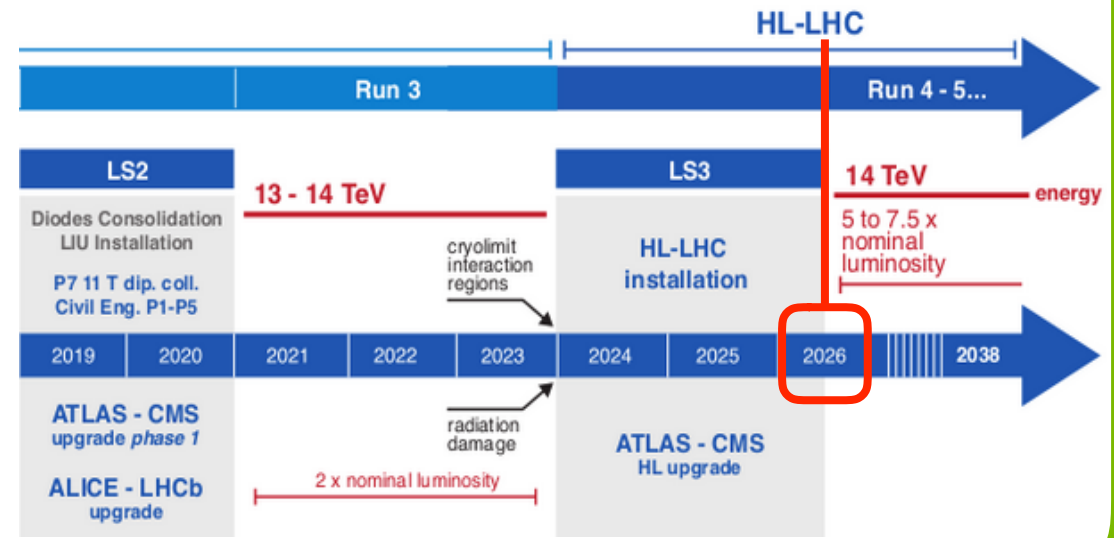 HL-LHC
Run 3
Run 4 - 5...
LS2
LS3
13 - 14 TeV
14 TeV
energy
Diodes Consolidation
LIU Installation
P7 11 T dip. coll.
Civil Eng. P1-P5
cryolimit
interaction
regions
HL-LHC
installation
5 to 7.5 x
nominal
luminosity
2019
2020
2021
2022
2023
2024
2025
2026
2038
ATLAS - CMS
upgrade phase 1
ALICE - LHCb
upgrade
radiation
damage
2 x nominal luminosity
ATLAS - CMS
HL upgrade